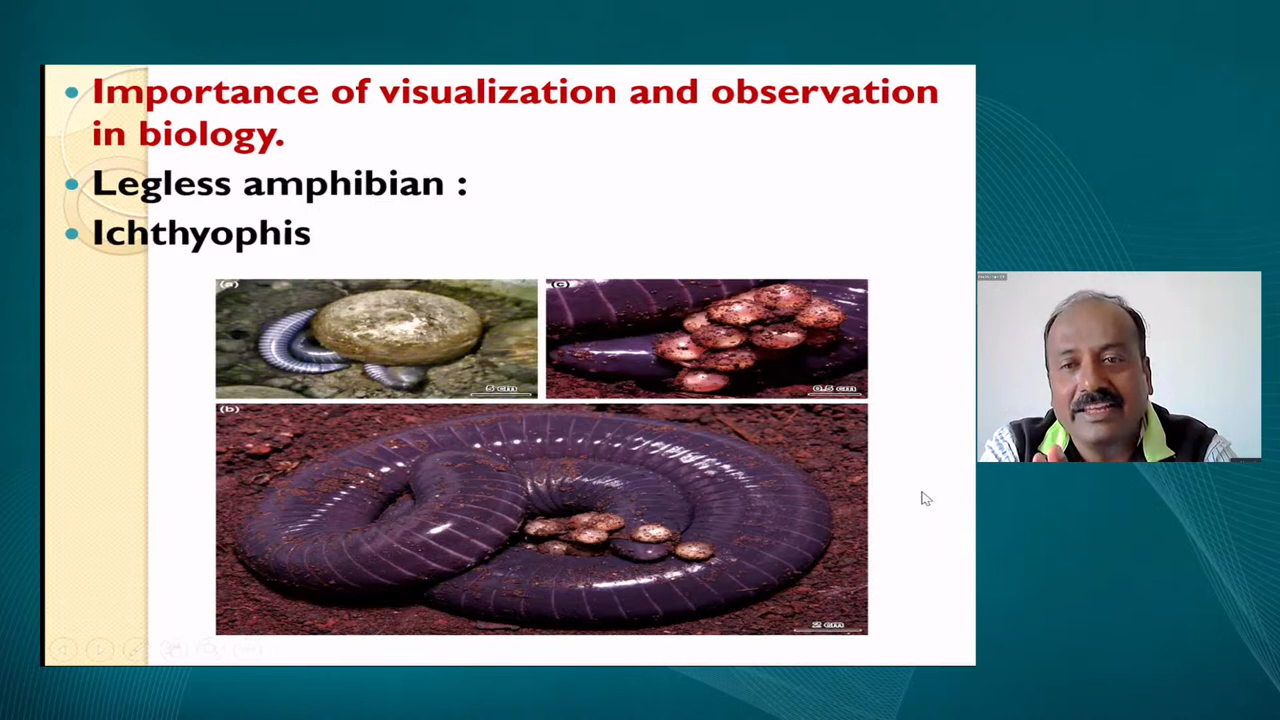 Importance of visualization and observation
in biology.
Legless amphibian :
Ichthyophis
(a)
5 cm
(c)
0.5 cm
(b)
2 cm